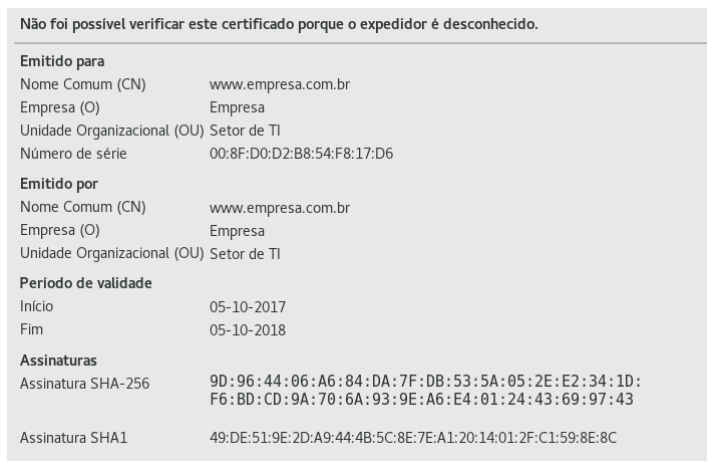 Não foi possível verificar este certificado porque o expedidor é desconhecido.
Emitido para
Nome Comum (CN) www.empresa.com.br
Empresa (O) Empresa
Unidade Organizacional (OU) Setor de TI
Número de série 00:8F:D0:D2:B8:54:F8:17:D6
Emitido por
Nome Comum (CN) www.empresa.com.br
Empresa (O) Empresa
Unidade Organizacional (OU) Setor de TI
Período de validade
Início 05-10-2017
Fim 05-10-2018
Assinaturas
Assinatura SHA-256 9D:96:44:06:A6:84:DA:7F:DB:53:5A:05:2E:E2:34:1D:
F6:BD:CD:9A:70:6A:93:9E:A6:E4:01:24:43:69:97:43
Assinatura SHA1 49:DE:51:9E:2D:A9:44:4B:5C:8E:7E:A1:20:14:01:2F:C1:59:8E:8C